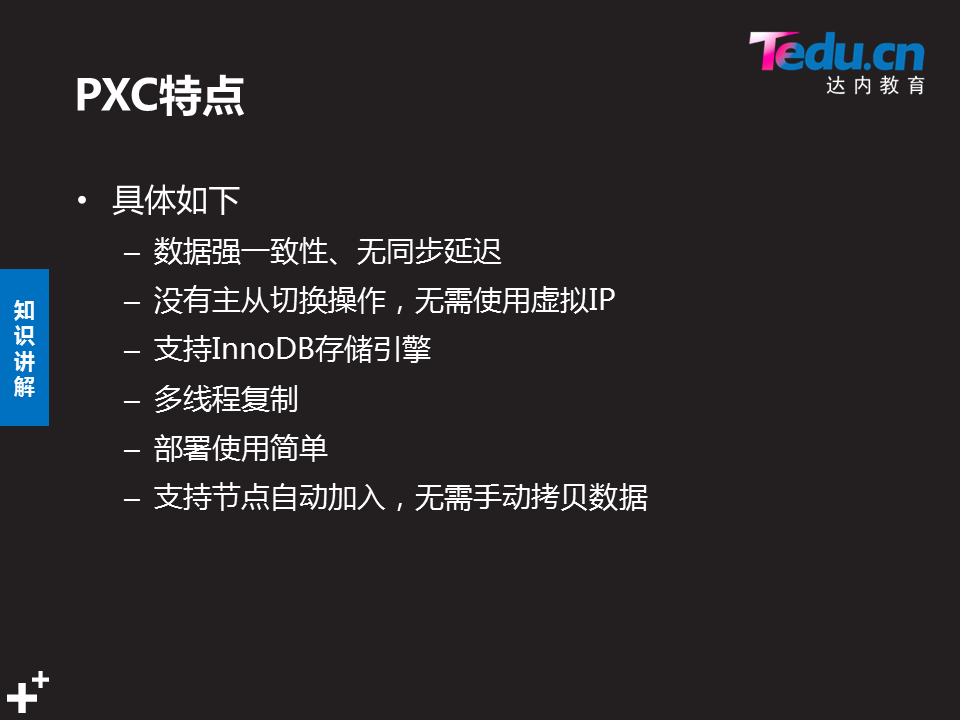 Tedu.cn
达内教育
PXC特点
• 具体如下
– 数据强一致性、无同步延迟
– 没有主从切换操作，无需使用虚拟IP
– 支持InnoDB存储引擎
– 多线程复制
– 部署使用简单
– 支持节点自动加入，无需手动拷贝数据
知识讲解